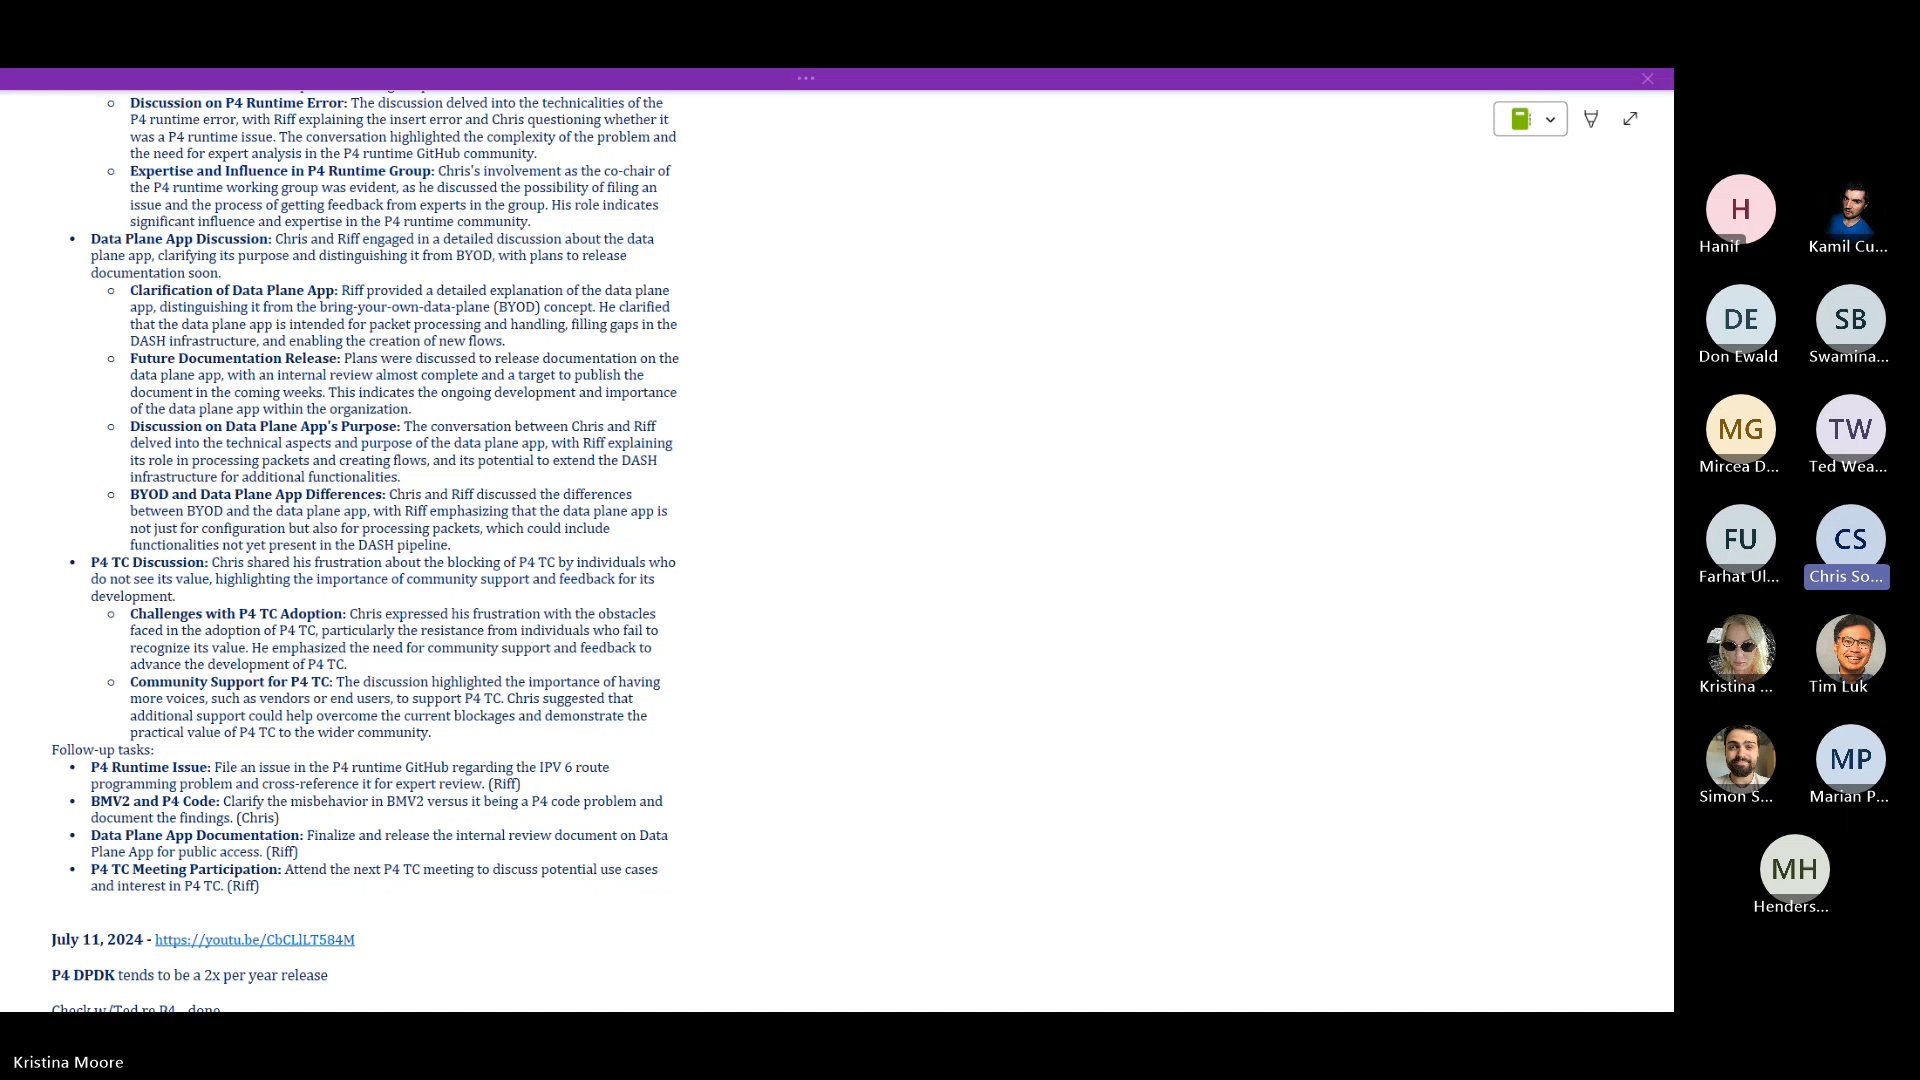 Discussion on P4 Runtime Error: The discussion delved into the technicalities of the
P4 runtime error, with Riff explaining the insert error and Chris questioning whether it
was a P4 runtime issue. The conversation highlighted the complexity of the problem and
the need for expert analysis in the P4 runtime GitHub community.
Expertise and Influence in P4 Runtime Group: Chris's involvement as the co-chair of
the P4 runtime working group was evident, as he discussed the possibility of filing an
issue and the process of getting feedback from experts in the group. His role indicates
significant influence and expertise in the P4 runtime community.
Data Plane App Discussion: Chris and Riff engaged in a detailed discussion about the data
plane app, clarifying its purpose and distinguishing it from BYOD, with plans to release
documentation soon.
Clarification of Data Plane App: Riff provided a detailed explanation of the data plane
app, distinguishing it from the bring-your-own-data-plane (BYOD) concept. He clarified
that the data plane app is intended for packet processing and handling, filling gaps in the
DASH infrastructure, and enabling the creation of new flows.
Future Documentation Release: Plans were discussed to release documentation on the
data plane app, with an internal review almost complete and a target to publish the
document in the coming weeks. This indicates the ongoing development and importance
of the data plane app within the organization.
Discussion on Data Plane App's Purpose: The conversation between Chris and Riff
delved into the technical aspects and purpose of the data plane app, with Riff explaining
its role in processing packets and creating flows, and its potential to extend the DASH
infrastructure for additional functionalities.
BYOD and Data Plane App Differences: Chris and Riff discussed the differences
between BYOD and the data plane app, with Riff emphasizing that the data plane app is
not just for configuration but also for processing packets, which could include
functionalities not yet present in the DASH pipeline.
P4 TC Discussion: Chris shared his frustration about the blocking of P4 TC by individuals who
do not see its value, highlighting the importance of community support and feedback for its
development.
Challenges with P4 TC Adoption: Chris expressed his frustration with the obstacles
faced in the adoption of P4 TC, particularly the resistance from individuals who fail to
recognize its value. He emphasized the need for community support and feedback to
advance the development of P4 TC.
Community Support for P4 TC: The discussion highlighted the importance of having
more voices, such as vendors or end users, to support P4 TC. Chris suggested that
additional support could help overcome the current blockages and demonstrate the
practical value of P4 TC to the wider community.
Follow-up tasks:
P4 Runtime Issue: File an issue in the P4 runtime GitHub regarding the IPV 6 route
programming problem and cross-reference it for expert review. (Riff)
BMV2 and P4 Code: Clarify the misbehavior in BMV2 versus it being a P4 code problem and
document the findings. (Chris)
Data Plane App Documentation: Finalize and release the internal review document on Data
Plane App for public access. (Riff)
P4 TC Meeting Participation: Attend the next P4 TC meeting to discuss potential use cases
and interest in P4 TC. (Riff)
July 11, 2024 - https://youtu.be/CbCLlLT584M
P4 DPDK tends to be a 2x per year release
Check w/Ted re P4 - done
H
Hanif
Kamil Cu...
DE
Don Ewald
SB
Swamina...
MG
Mircea D...
TW
Ted Wea...
FU
Farhat Ul...
CS
Chris So...
Kristina ...
Tim Luk
Simon S...
MP
Marian P...
MH
Henders...
Kristina Moore